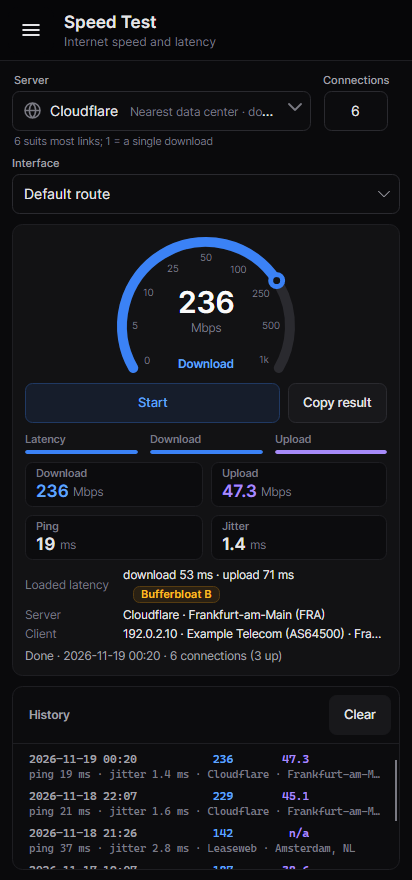 Speed Test
Internet speed and latency
Server
Connections
Cloudflare Nearest data center · do...
6
6 suits most links; 1 = a single download
Interface
Default route
50
25
100
10
250
236
Mbps
5
500
0
1k
Download
Start
Copy result
Latency
Download
Upload
Download
236 Mbps
Upload
47.3 Mbps
Ping
19 ms
Jitter
1.4 ms
Loaded latency
download 53 ms · upload 71 ms
Bufferbloat B
Server
Cloudflare · Frankfurt-am-Main (FRA)
Client
192.0.2.10 · Example Telecom (AS64500) · Fra...
Done · 2026-11-19 00:20 · 6 connections (3 up)
History
Clear
2026-11-19 00:20 236 47.3
ping 19 ms · jitter 1.4 ms · Cloudflare · Frankfurt-am-M…
2026-11-18 22:07 229 45.1
ping 21 ms · jitter 1.6 ms · Cloudflare · Frankfurt-am-M…
2026-11-18 21:26 142 n/a
ping 37 ms · jitter 2.8 ms · Leaseweb · Amsterdam, NL